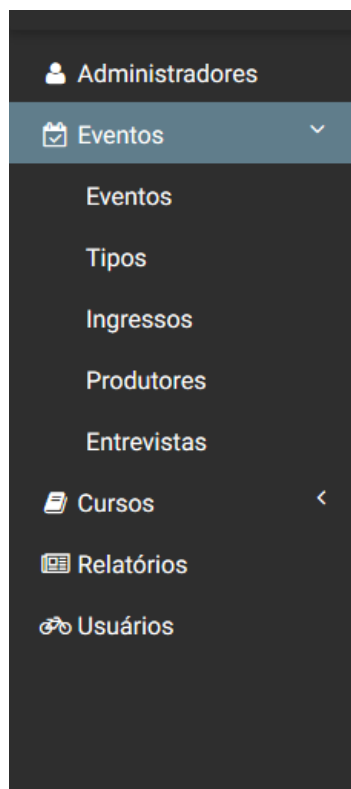 Administradores
Eventos
Eventos
Tipos
Ingressos
Produtores
Entrevistas
Cursos
Relatórios
Usuários